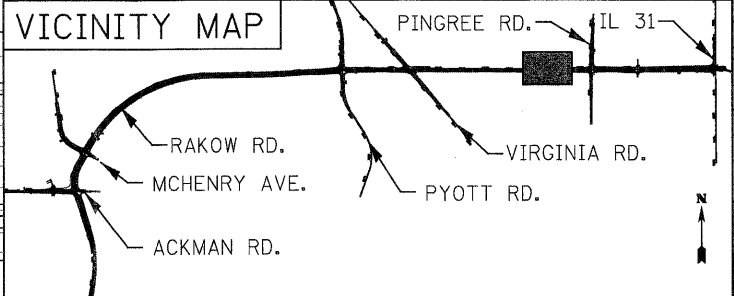 VICINITY MAP
PINGREE RD.
IL 31
RAKOW RD.
VIRGINIA RD.
MCHENRY AVE.
PYOTT RD.
N
ACKMAN RD.